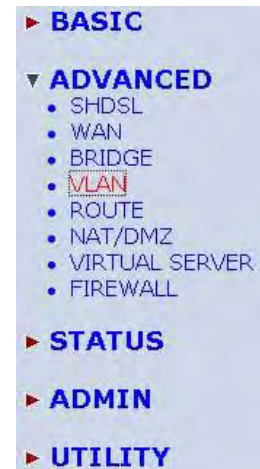 BASIC
ADVANCED
SHDSL
WAN
BRIDGE
VLAN
ROUTE
NAT/DMZ
VIRTUAL SERVER
FIREWALL
STATUS
ADMIN
UTILITY